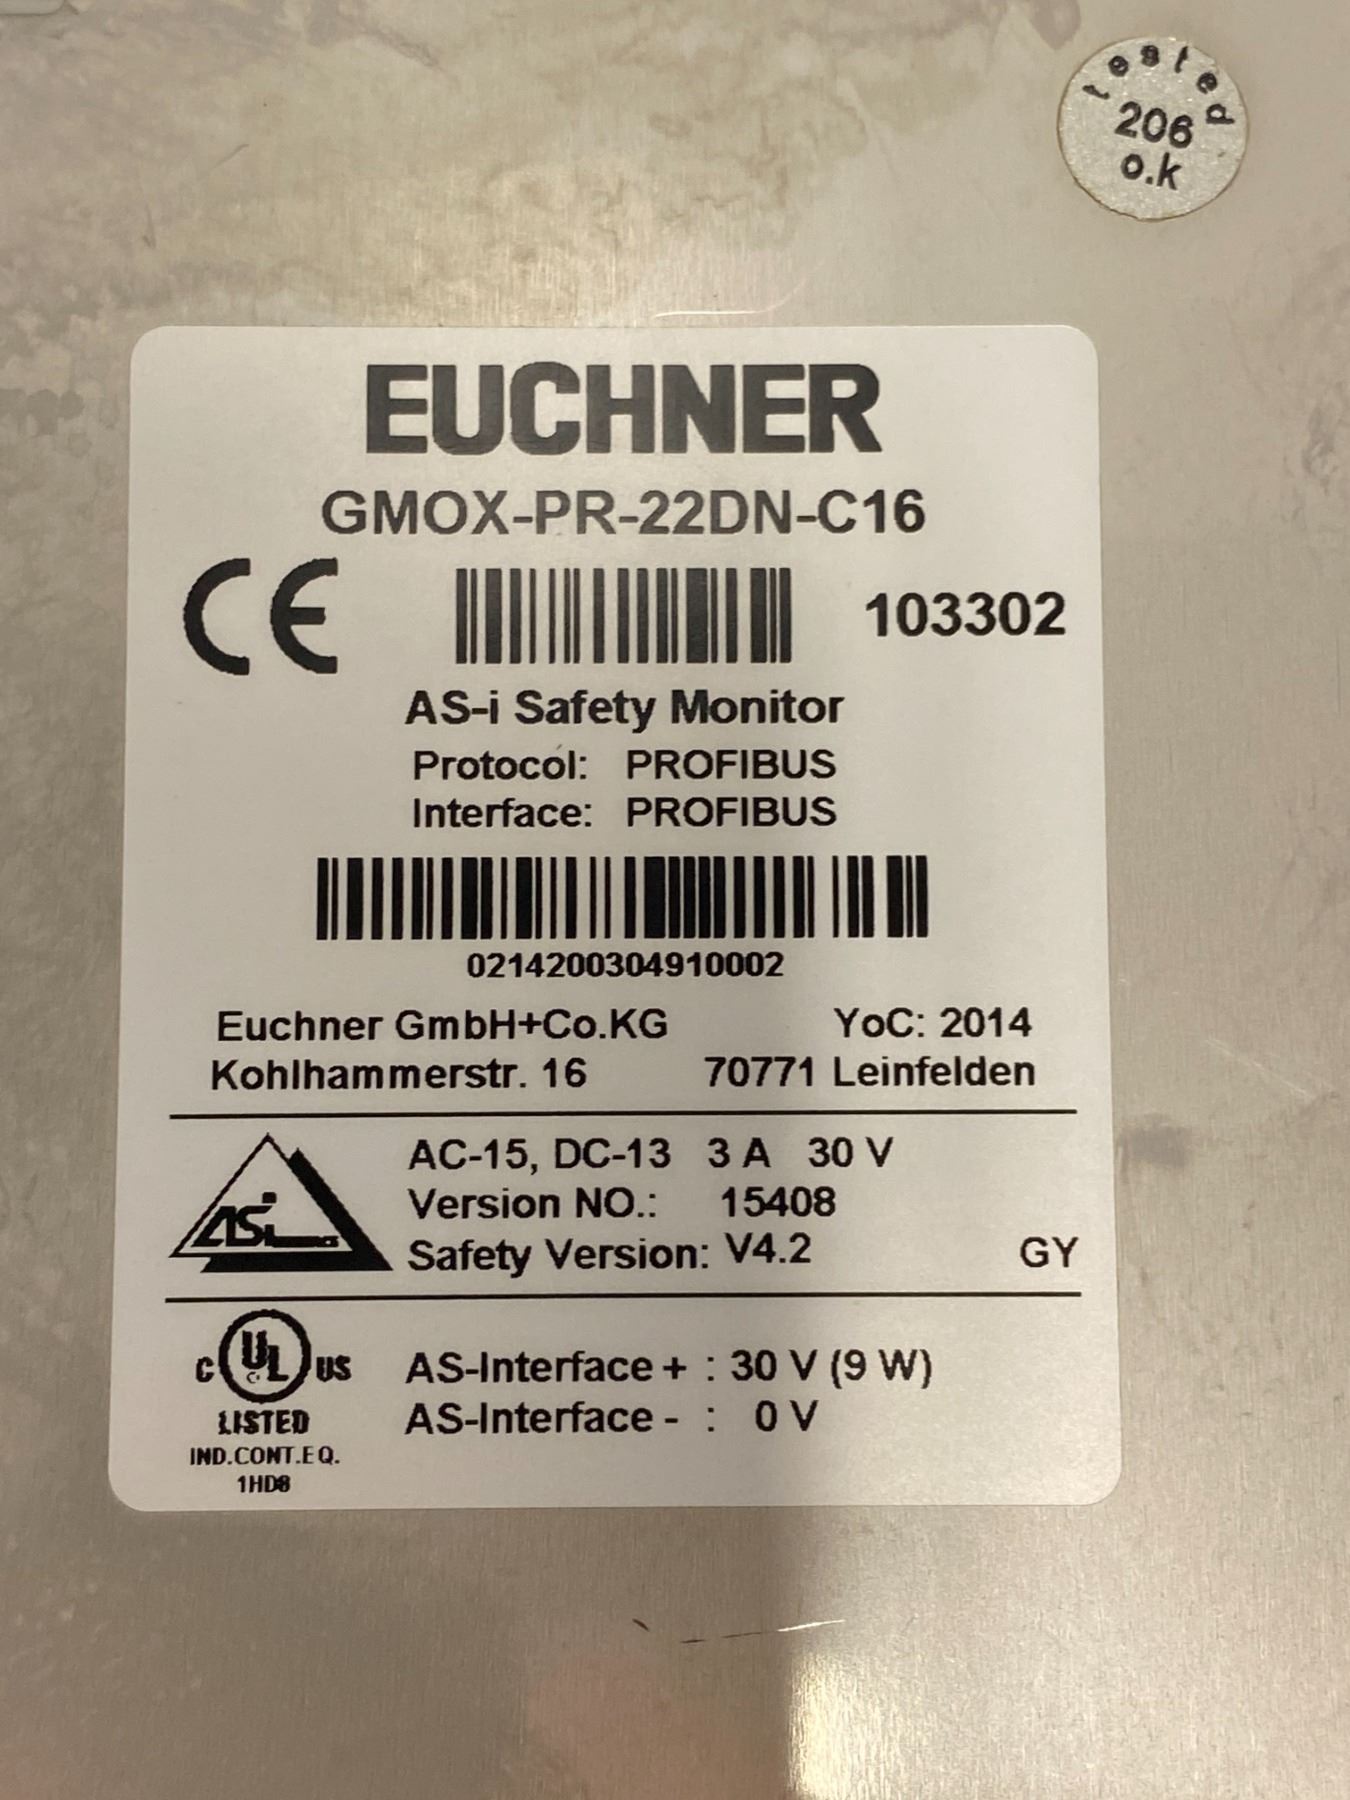 tested
206
o.k
EUCHNER
GMOX-PR-22DN-C16
CE 103302
AS-i Safety Monitor
Protocol: PROFIBUS
Interface: PROFIBUS
0214200304910002
Euchner GmbH+Co.KG YoC: 2014
Kohlhammerstr. 16 70771 Leinfelden
AC-15, DC-13 3 A 30 V
Version NO.: 15408
ASi Safety Version: V4.2 GY
C UL US AS-Interface + : 30 V (9 W)
LISTED AS-Interface - : 0 V
IND.CONT.EQ.
1HD8